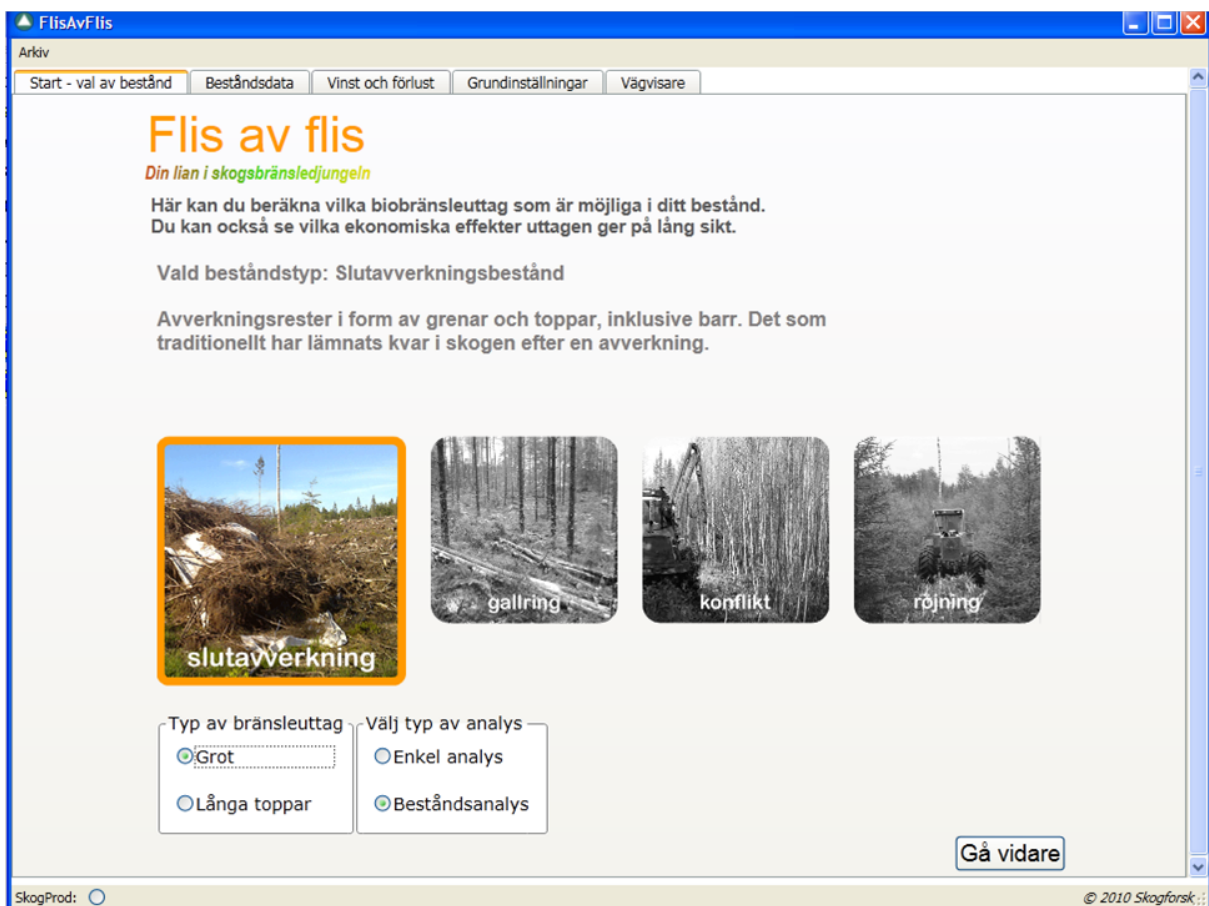 FlisAvFlis
Arkiv
Start - val av bestånd Beståndsdata Vinst och förlust Grundinställningar Vägvisare
Flis av flis
Din lian i skogsbränsledjungeln
Här kan du beräkna vilka biobränsleuttag som är möjliga i ditt bestånd.
Du kan också se vilka ekonomiska effekter uttagen ger på lång sikt.
Vald beståndstyp: Slutavverkningsbestånd
Avverkningsrester i form av grenar och toppar, inklusive barr. Det som
traditionellt har lämnats kvar i skogen efter en avverkning.
slutavverkning
gallring
konflikt
röjning
Typ av bränsleuttag
Grot
Långa toppar
Välj typ av analys
Enkel analys
Beståndsanalys
Gå vidare
SkogProd:
© 2010 Skogforsk